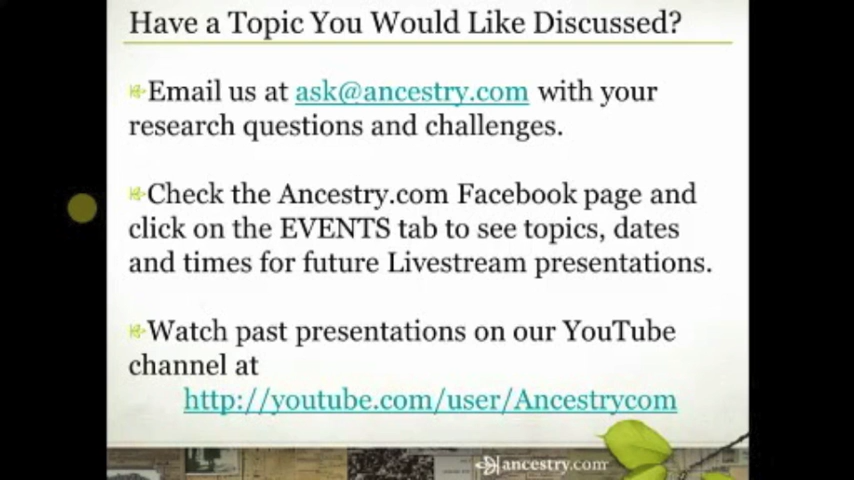 Have a Topic You Would Like Discussed?
Email us at ask@ancestry.com with your
research questions and challenges.
Check the Ancestry.com Facebook page and
click on the EVENTS tab to see topics, dates
and times for future Livestream presentations.
Watch past presentations on our YouTube
channel at
http://youtube.com/user/Ancestrycom
ancestry.com